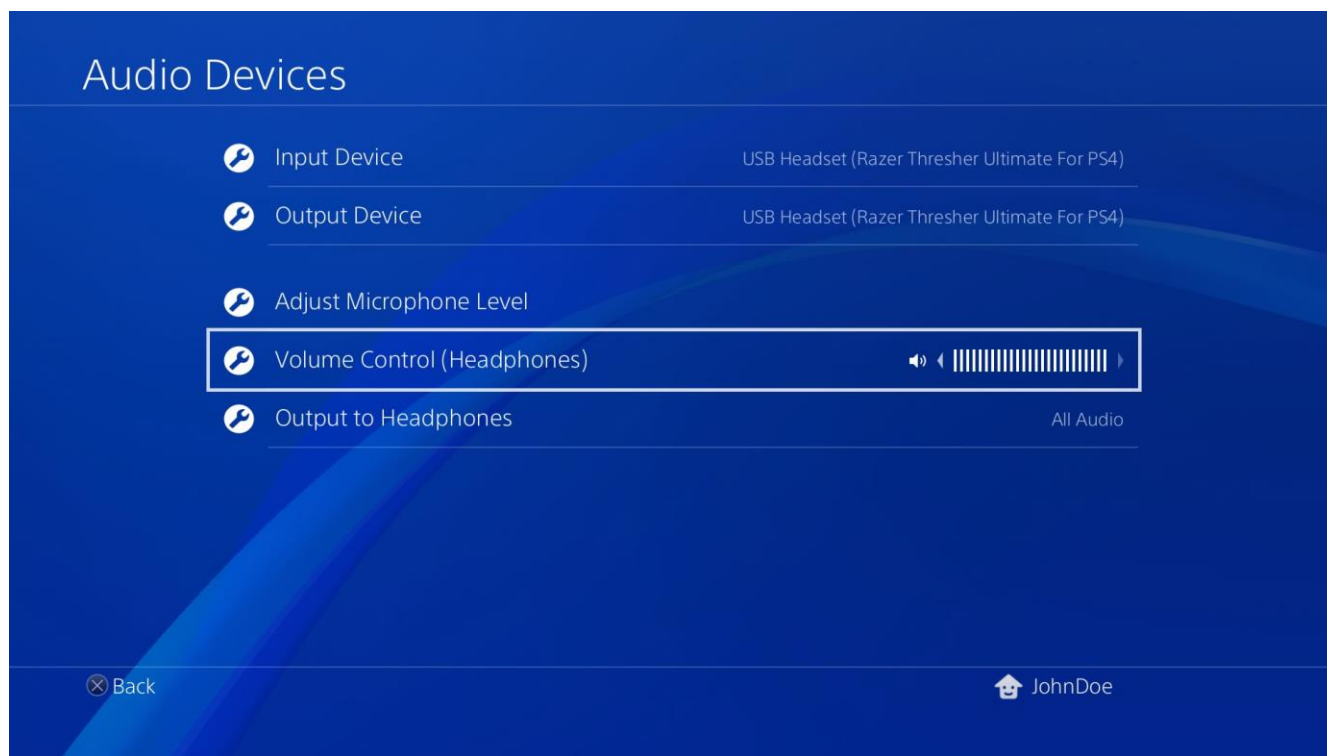 Audio Devices
Input Device USB Headset (Razer Thresher Ultimate For PS4)
Output Device USB Headset (Razer Thresher Ultimate For PS4)
Adjust Microphone Level
Volume Control (Headphones)
Output to Headphones All Audio
Back JohnDoe